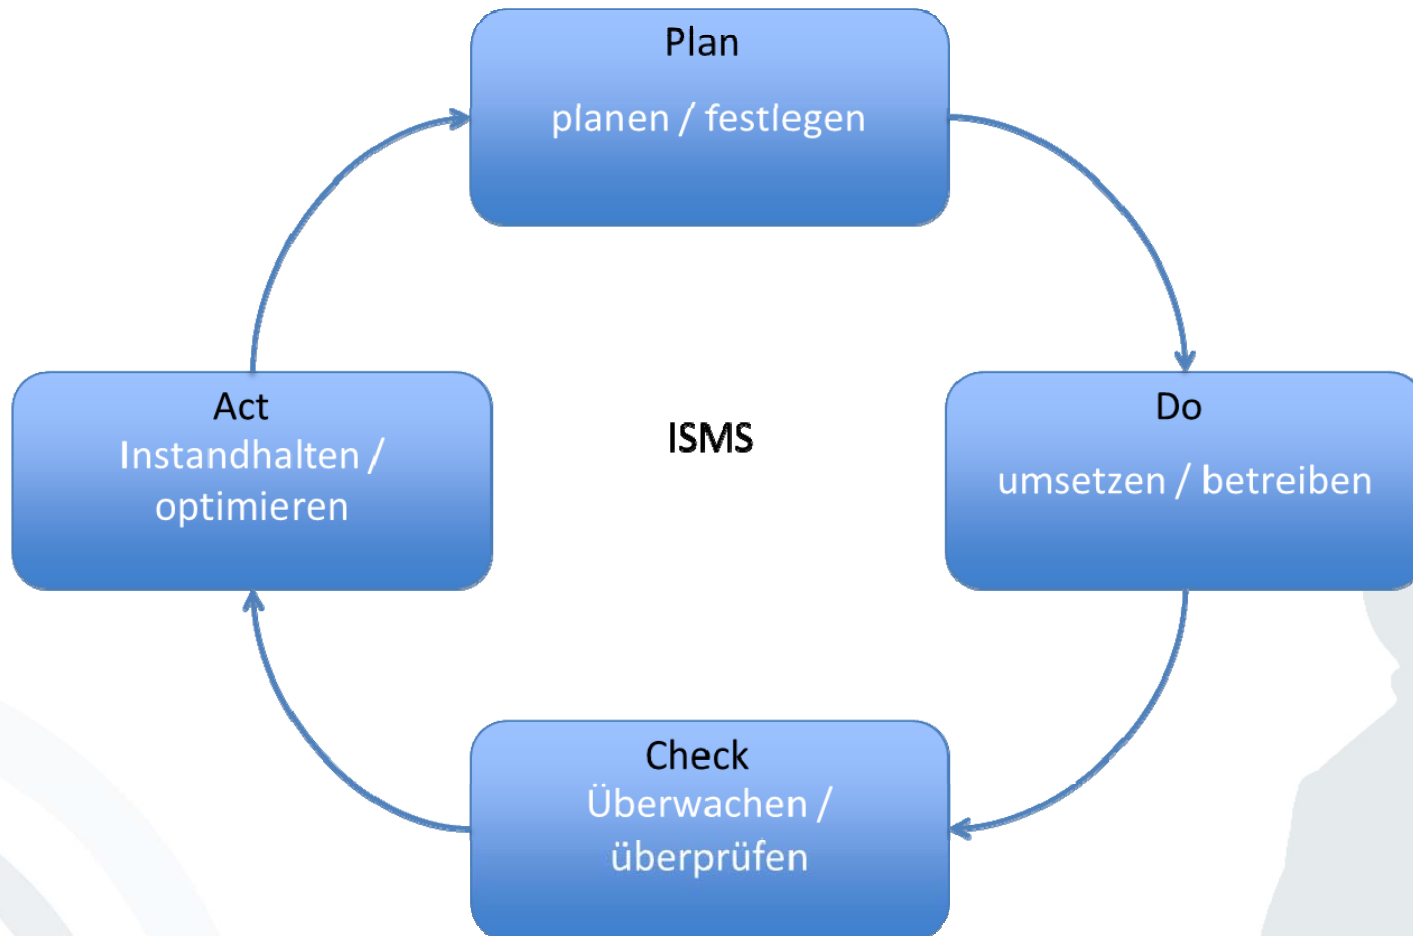 Plan
planen / festlegen
Act
Instandhalten /
optimieren
ISMS
Do
umsetzen / betreiben
Check
Überwachen /
überprüfen